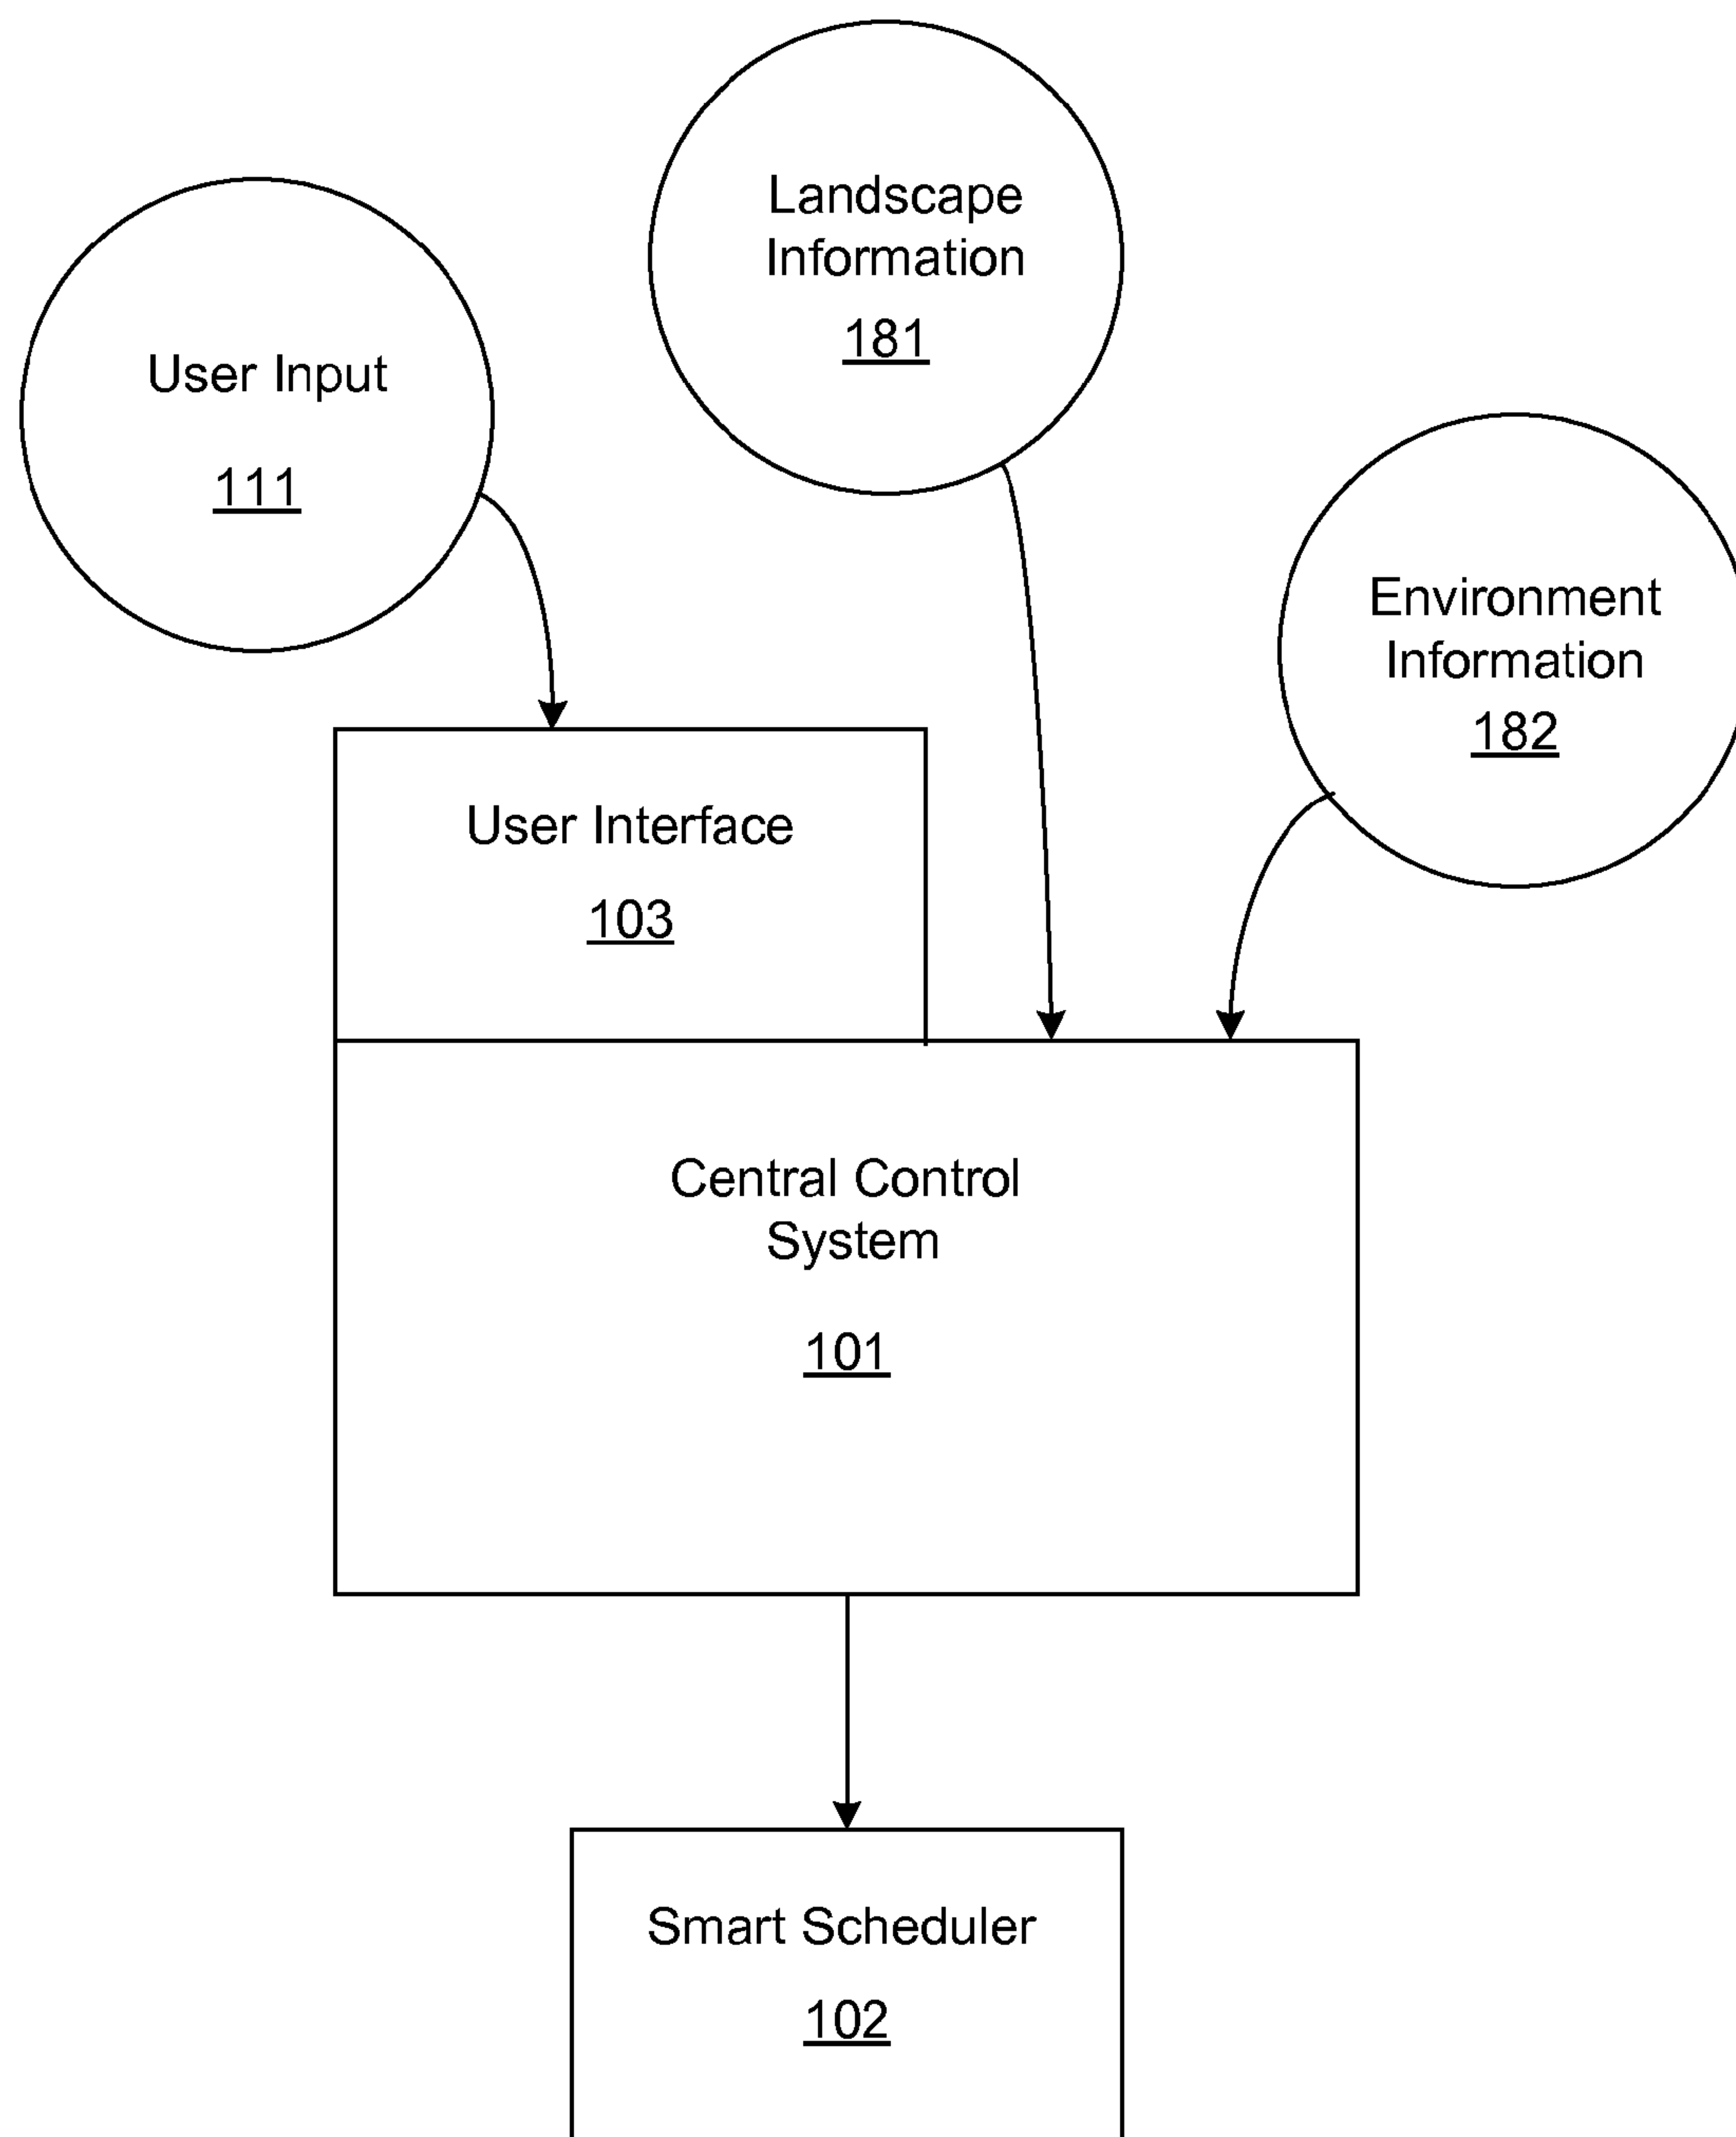 Landscape
Information
181
User Input
111
Environment
Information
182
User Interface
103
Central Control
System
101
Smart Scheduler
102